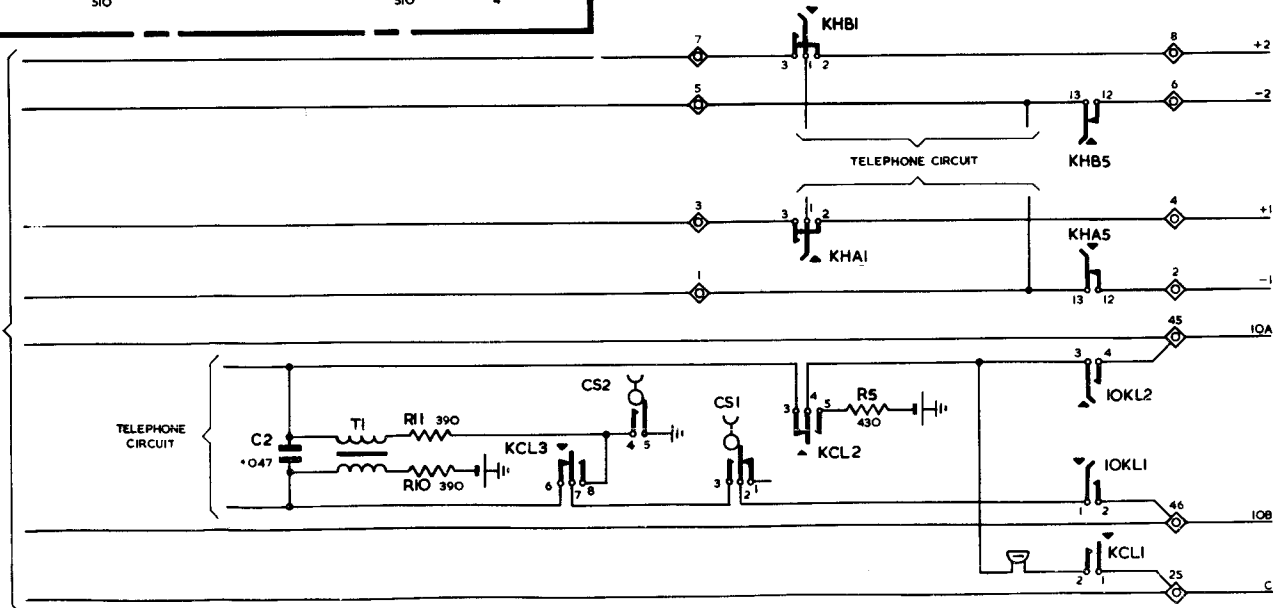 510 510 4
7 KHB1 8 +2
3 1 2
5 13 12 6 -2
TELEPHONE CIRCUIT
KHB5
3 3 1 2 4 +1
KHA5
KHA1
1 2 -1
13 12
45 10A
3 4
CS2
TELEPHONE
CIRCUIT
C2
·047
T1
R11 390
R10 390
4 5
KCL3
6 7 8
CS1
3 2 1
3 4 5
R5
430
KCL2
10KL2
10KL1
1 2
46 10B
KCL1
2 1
25 C